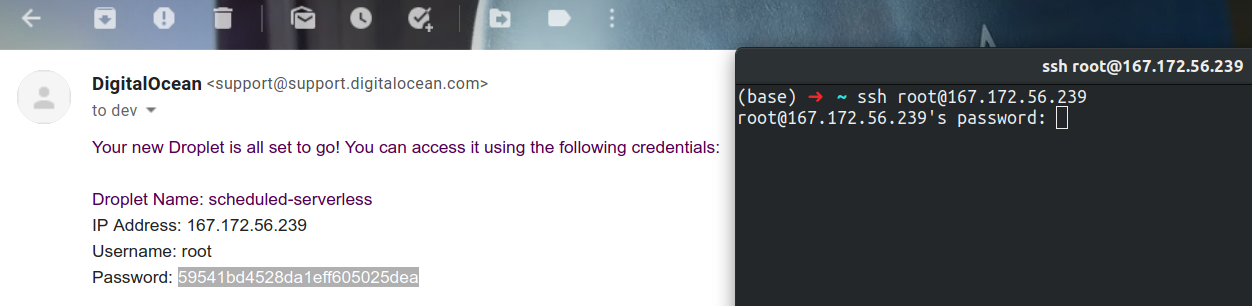 DigitalOcean <support@support.digitalocean.com>
to dev
Your new Droplet is all set to go! You can access it using the following credentials:
Droplet Name: scheduled-serverless
IP Address: 167.172.56.239
Username: root
Password: 59541bd4528da1eff605025dea
ssh root@167.172.56.239
(base) ➜ ~ ssh root@167.172.56.239
root@167.172.56.239's password: